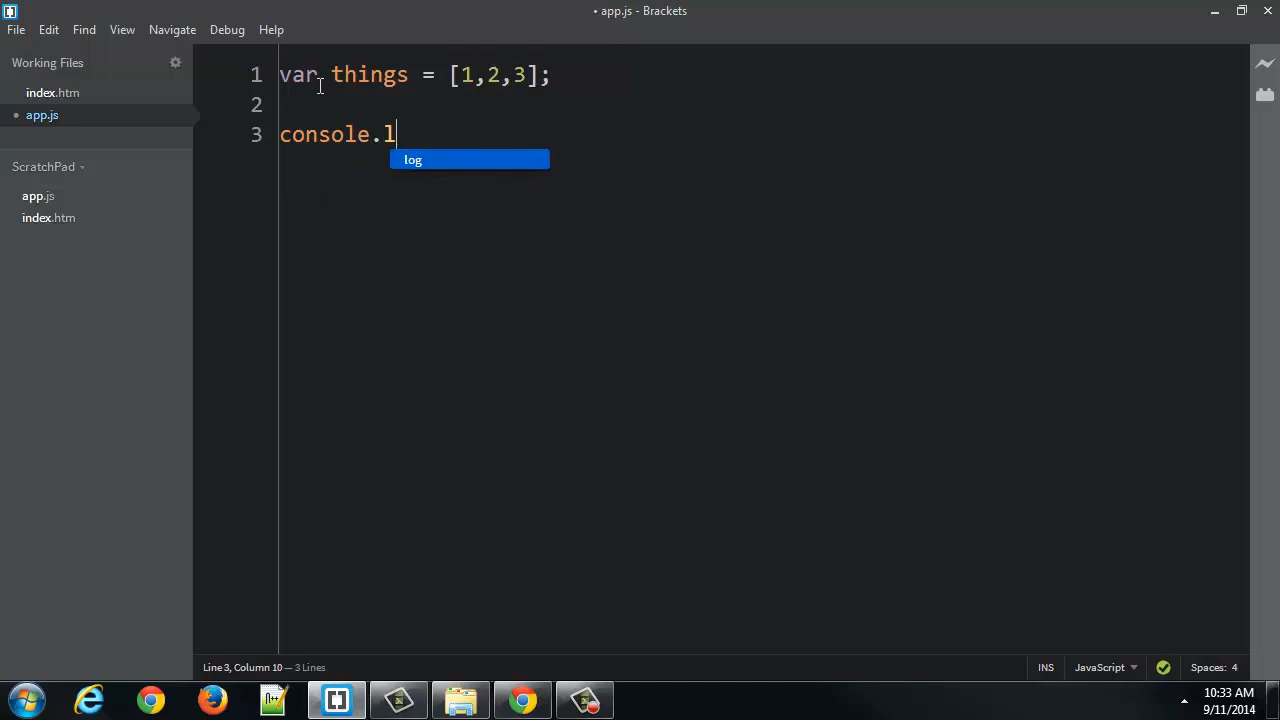 • app.js - Brackets
File Edit Find View Navigate Debug Help
Working Files
index.htm
• app.js
ScratchPad
app.js
index.htm
1 var things = [1,2,3];
2
3 console.l
log
Line 3, Column 10 — 3 Lines
INS JavaScript Spaces: 4
10:33 AM
9/11/2014